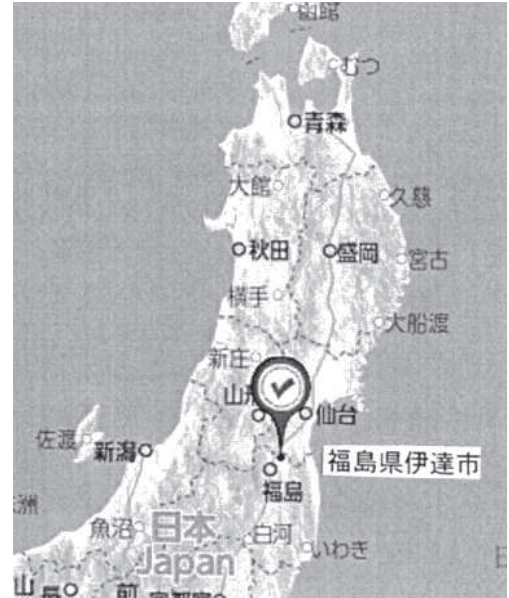 函館
むつ
青森
大館
久慈
秋田
盛岡
宮古
横手
大船渡
新庄
仙台
佐渡
新潟
福島県伊達市
福島
魚沼
日本
白河
Japan
いわき